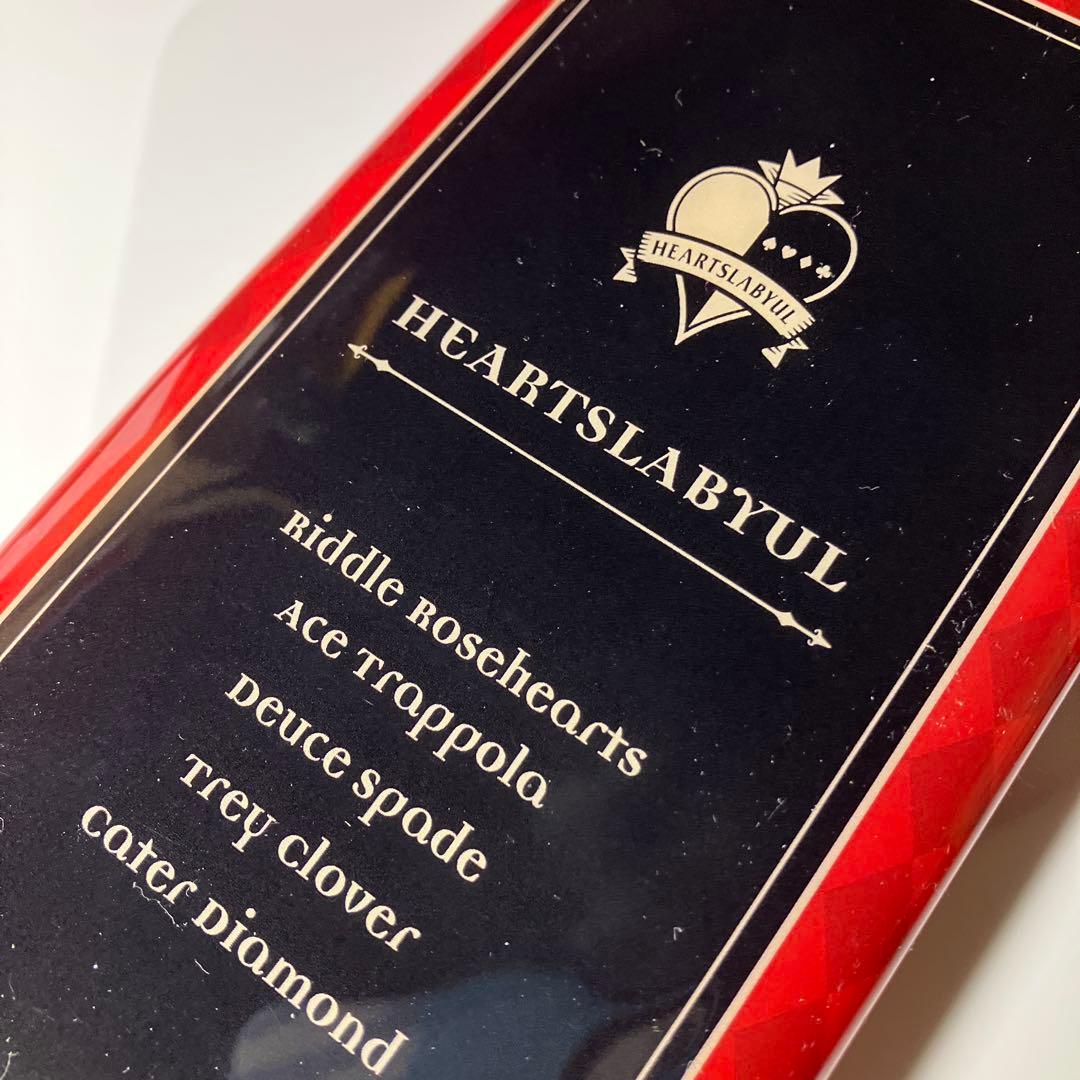 HEARTSLABYUL
HEARTSLABYUL
Riddle Rosehearts
Ace Trappola
Deuce Spade
Trey Clover
Cater Diamond